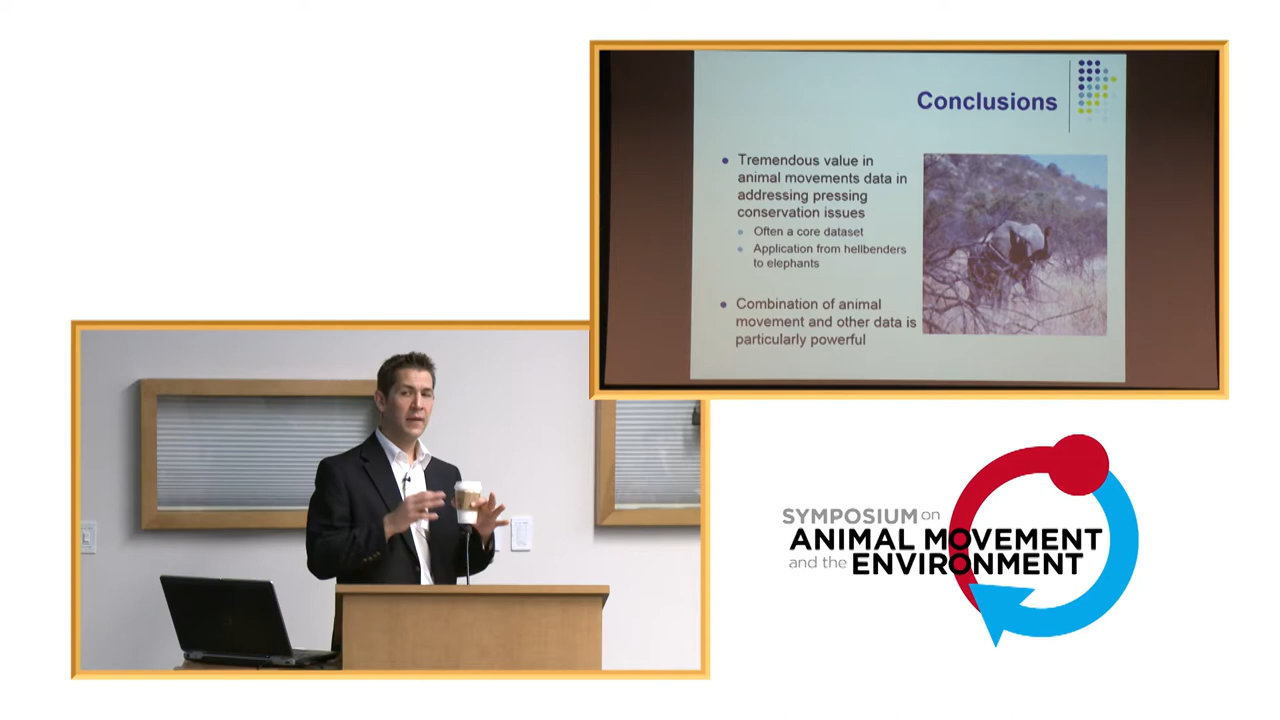 Conclusions
Tremendous value in
animal movements data in
addressing pressing
conservation issues
Often a core dataset
Application from hellbenders
to elephants
Combination of animal
movement and other data is
particularly powerful
SYMPOSIUM on
ANIMAL MOVEMENT
and the ENVIRONMENT